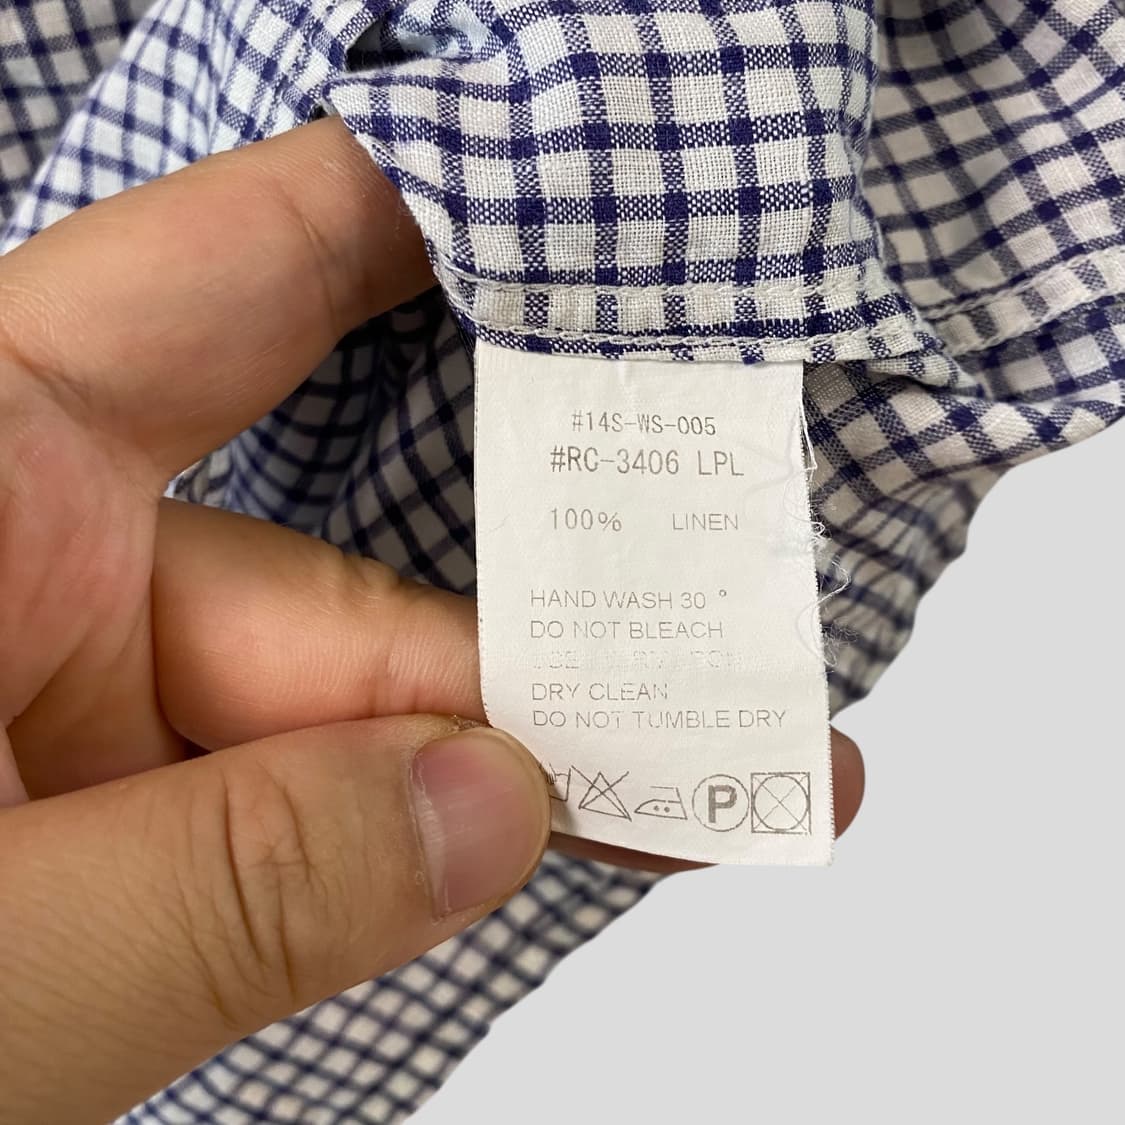 #14S-WS-005
#RC-3406 LPL
100% LINEN
HAND WASH 30 °
DO NOT BLEACH
DRY CLEAN
DO NOT TUMBLE DRY
P